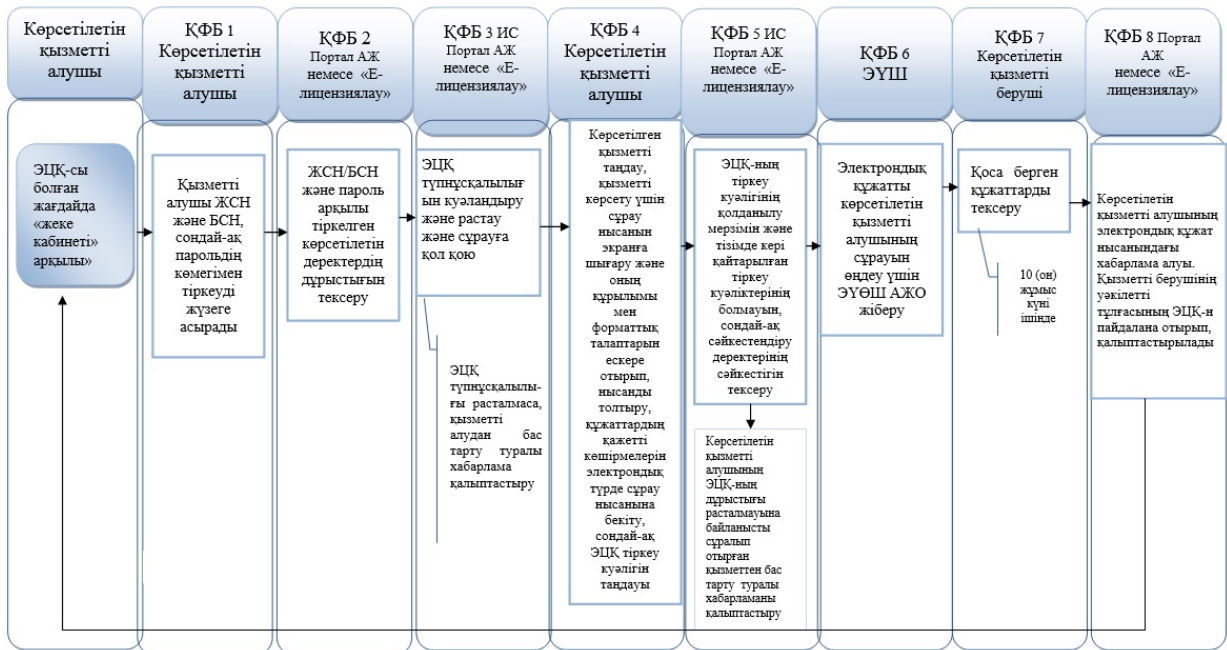 Көрсетілетін
қызметті
алушы
ҚФБ 1
Көрсетілетін
қызметті
алушы
ҚФБ 2
Портал АЖ
немесе «Е-
лицензиялау»
ҚФБ 3 ИС
Портал АЖ
немесе «Е-
лицензиялау»
ҚФБ 4
Көрсетілетін
қызметті
алушы
ҚФБ 5 ИС
Портал АЖ
немесе «Е-
лицензиялау»
ҚФБ 6
ЭҮШ
ҚФБ 7
Көрсетілетін
қызметті
беруші
ҚФБ 8 Портал
АЖ
немесе «Е-
лицензиялау»
ЭЦҚ-сы
болған
жағдайда
«жеке
кабинеті»
арқылы»
Қызметті
алушы ЖСН
және БСН,
сондай-ақ
парольдің
көмегімен
тіркеуді
жүзеге
асырады
ЖСН/БСН
және пароль
арқылы
тіркелген
көрсетілетін
деректердің
дұрыстығын
тексеру
ЭЦҚ
түпнұсқалылығ
ын куәландыру
және растау
және сұрауға
қол қою
ЭЦҚ
түпнұсқалылы-
ғы расталмаса,
қызметті
алудан бас
тарту туралы
хабарлама
қалыптастыру
Көрсетілген
қызметті
таңдау,
қызметті
көрсету үшін
сұрау
нысанын
экранға
шығару және
оның
құрылымы
мен
форматтық
талаптарын
ескере
отырып,
нысанды
толтыру,
құжаттардың
қажетті
көшірмелерін
электрондық
түрде сұрау
нысанына
бекіту,
сондай-ақ
ЭЦҚ тіркеу
куәлігін
таңдауы
ЭЦҚ-ның
тіркеу
куәлігінің
қолданылу
мерзімін және
тізімде кері
қайтарылған
тіркеу
куәліктерінің
болмауын,
сондай-ақ
сәйкестендіру
деректерінің
сәйкестігін
тексеру
Көрсетілетін
қызметті
алушының
ЭЦҚ-ның
дұрыстығы
расталмауына
байланысты
сұралып
отырған
қызметтен бас
тарту туралы
хабарламаны
қалыптастыру
Электрондық
құжатты
көрсетілетін
қызметті
алушының
сұрауын
өңдеу үшін
ЭҮӨШ АЖО
жіберу
Қоса берген
құжаттарды
тексеру
10 (он)
жұмыс
күні
ішінде
Көрсетілетін
қызметті алушының
электрондық құжат
нысанындағы
хабарлама алуы.
Қызметті берушінің
уәкілетті
тұлғасының ЭЦҚ-н
пайдалана отырып,
қалыптастырылады